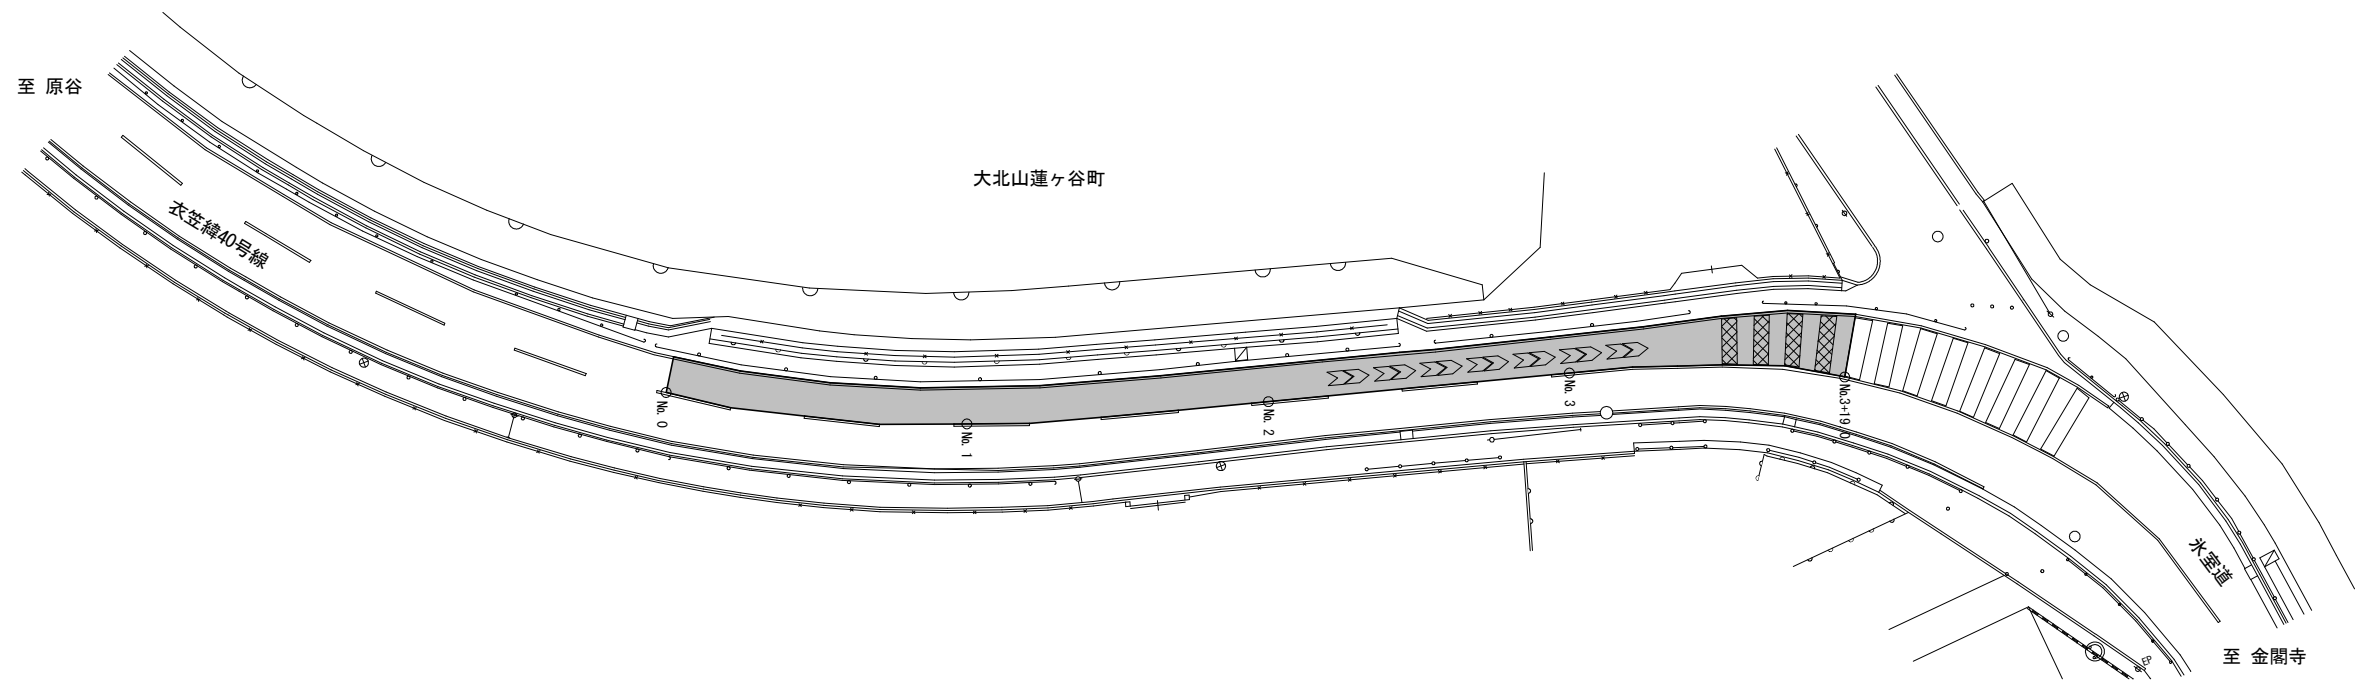 至 原谷
大北山蓮ヶ谷町
衣笠緯40号線
No. 0
No. 1
No. 2
No. 3
No.3+19.0
氷室道
至 金閣寺